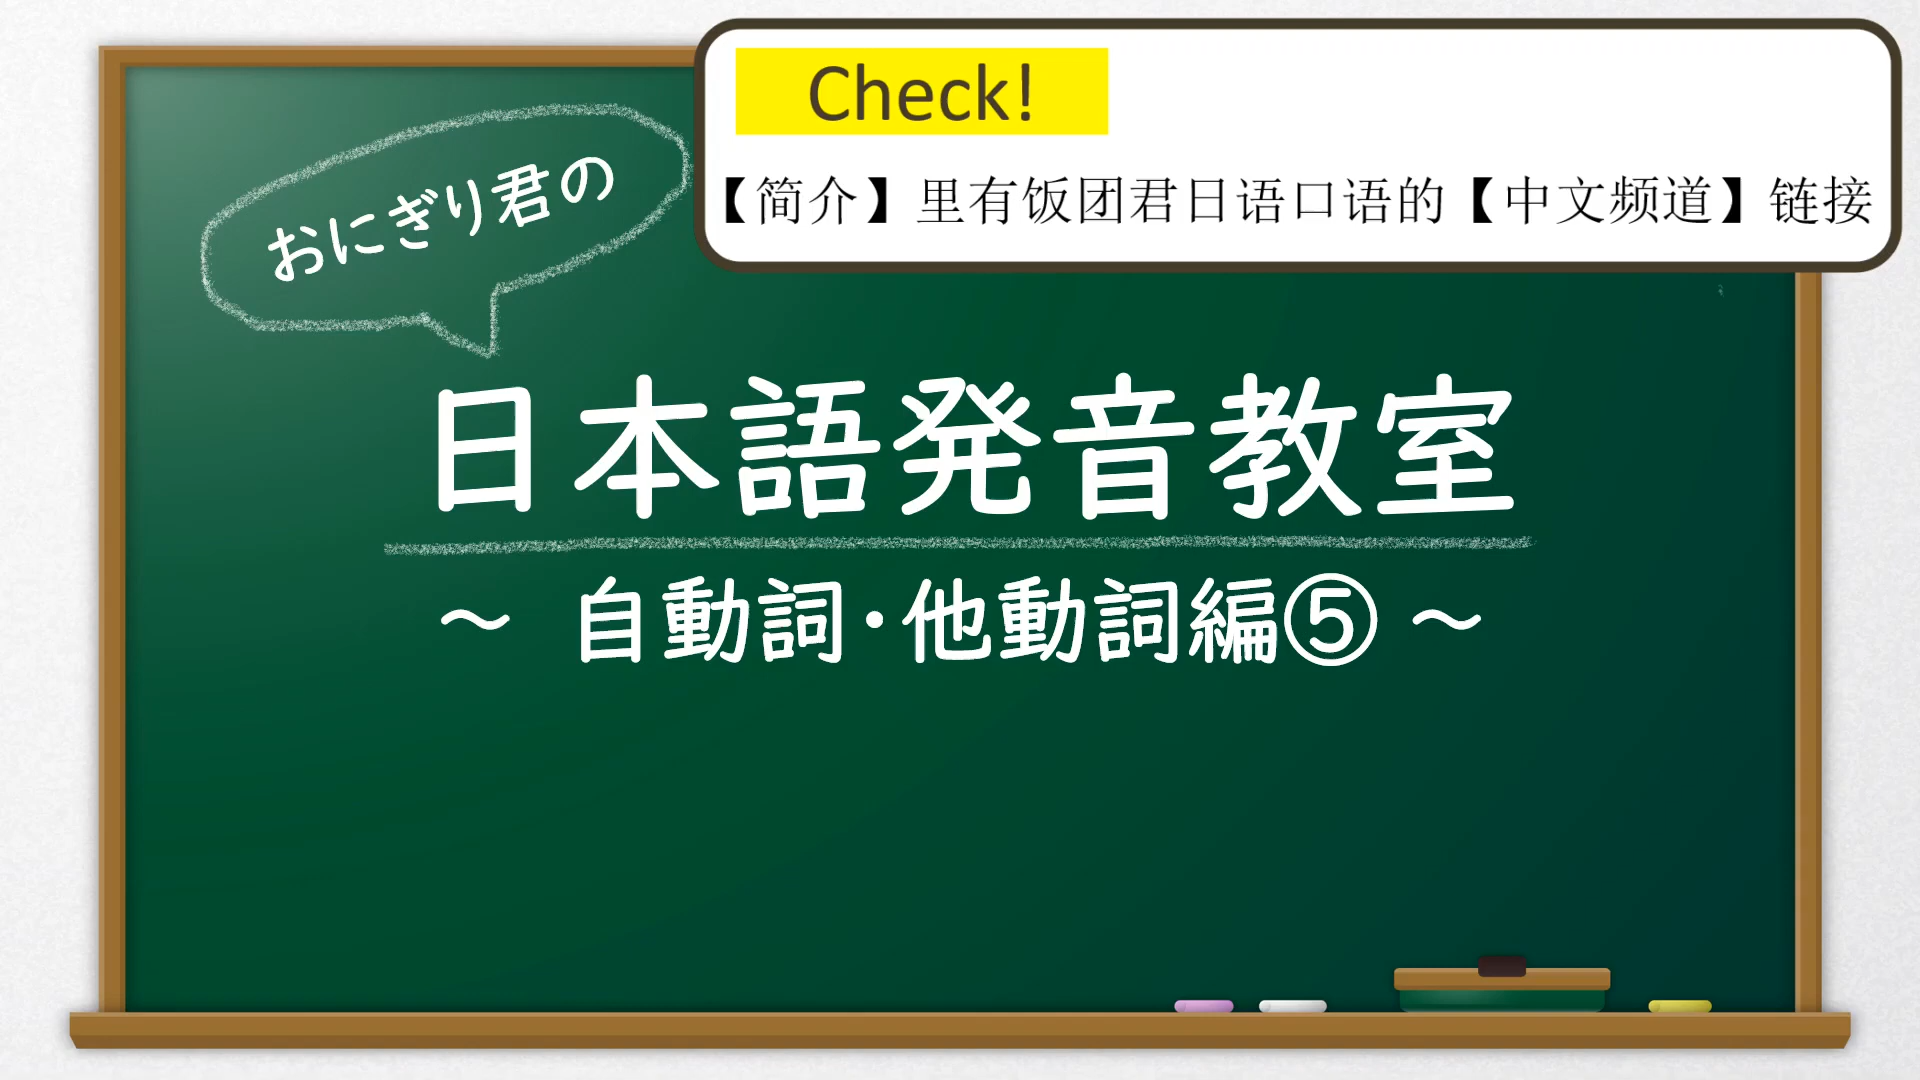 Check!
【简介】里有饭团君日语口语的【中文频道】链接
おにぎり君の
日本語発音教室
～ 自動詞・他動詞編⑤ ～